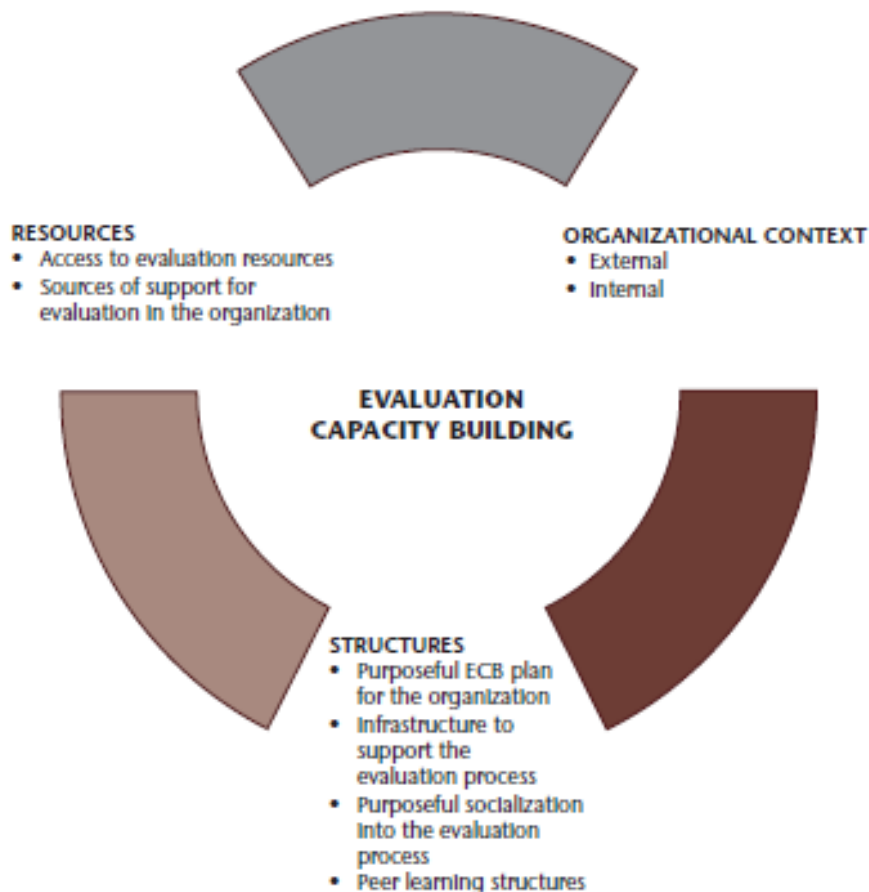 RESOURCES
• Access to evaluation resources
• Sources of support for
evaluation in the organization
ORGANIZATIONAL CONTEXT
• External
• Internal
EVALUATION
CAPACITY BUILDING
STRUCTURES
• Purposeful ECB plan
for the organization
• Infrastructure to
support the
evaluation process
• Purposeful socialization
into the evaluation
process
• Peer learning structures